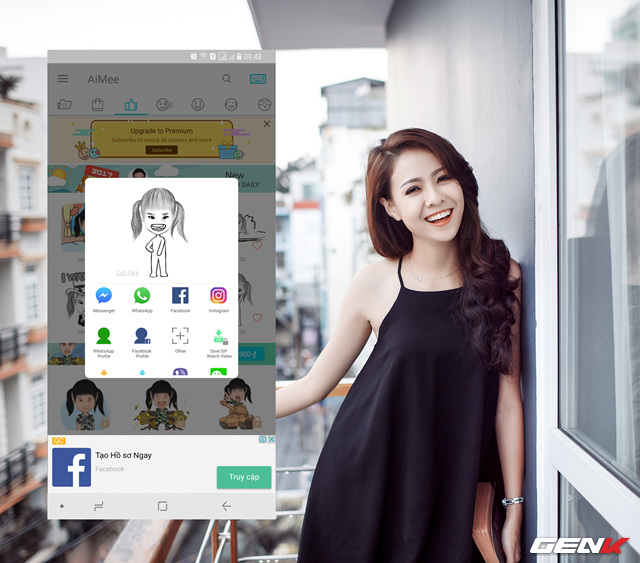 09:48
AiMee
Upgrade to Premium
Subscribe to unlock all stickers and more
Subscribe
2017
New
DAILY
Messenger
WhatsApp
Facebook
Instagram
WhatsApp
Profile
Facebook
Profile
Other
Save GIF
Watch Video
000 ₫
QC
Tạo Hồ sơ Ngay
Facebook
Truy cập
GENK